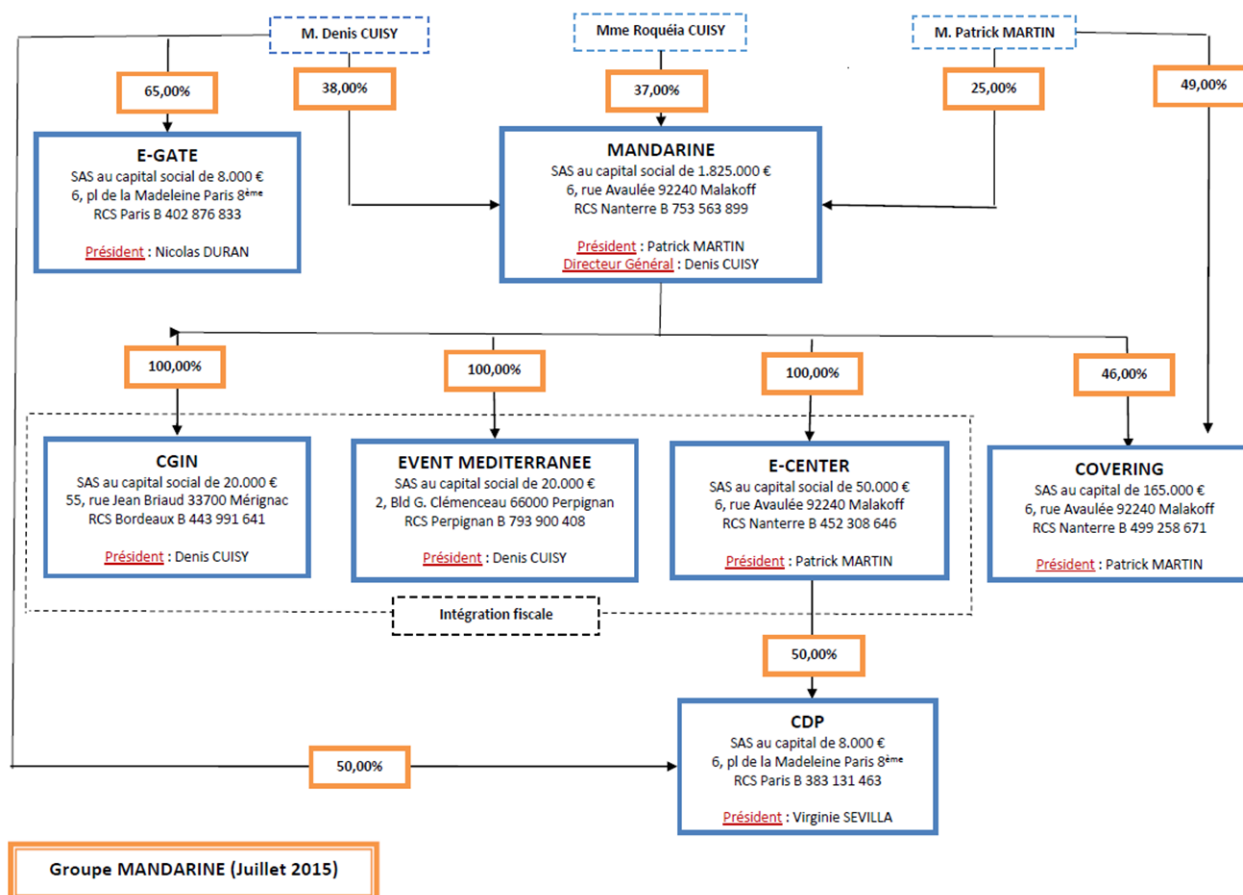 M. Denis CUISY
Mme Roquéia CUISY
M. Patrick MARTIN
65,00%
38,00%
37,00%
25,00%
49,00%
E-GATE
SAS au capital social de 8.000 €
6, pl de la Madeleine Paris 8ème
RCS Paris B 402 876 833
Président : Nicolas DURAN
MANDARINE
SAS au capital social de 1.825.000 €
6, rue Avaulée 92240 Malakoff
RCS Nanterre B 753 563 899
Président : Patrick MARTIN
Directeur Général : Denis CUISY
100,00%
100,00%
100,00%
46,00%
CGIN
SAS au capital social de 20.000 €
55, rue Jean Briaud 33700 Mérignac
RCS Bordeaux B 443 991 641
Président : Denis CUISY
EVENT MEDITERRANEE
SAS au capital social de 20.000 €
2, Bld G. Clémenceau 66000 Perpignan
RCS Perpignan B 793 900 408
Président : Denis CUISY
E-CENTER
SAS au capital social de 50.000 €
6, rue Avaulée 92240 Malakoff
RCS Nanterre B 452 308 646
Président : Patrick MARTIN
COVERING
SAS au capital de 165.000 €
6, rue Avaulée 92240 Malakoff
RCS Nanterre B 499 258 671
Président : Patrick MARTIN
Intégration fiscale
50,00%
CDP
SAS au capital de 8.000 €
6, pl de la Madeleine Paris 8ème
RCS Paris B 383 131 463
Président : Virginie SEVILLA
50,00%
Groupe MANDARINE (Juillet 2015)